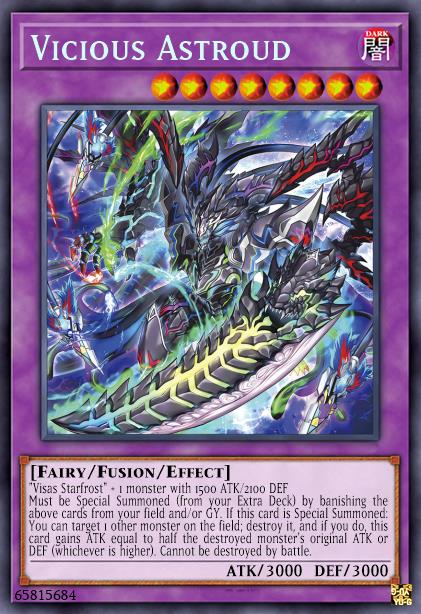 Vicious Astroud
DARK
闇
[Fairy/Fusion/Effect]
"Visas Starfrost" + 1 monster with 1500 ATK/2100 DEF
Must be Special Summoned (from your Extra Deck) by banishing the
above cards from your field and/or GY. If this card is Special Summoned:
You can target 1 other monster on the field; destroy it, and if you do, this
card gains ATK equal to half the destroyed monster's original ATK or
DEF (whichever is higher). Cannot be destroyed by battle.
ATK/3000 DEF/3000
65815684